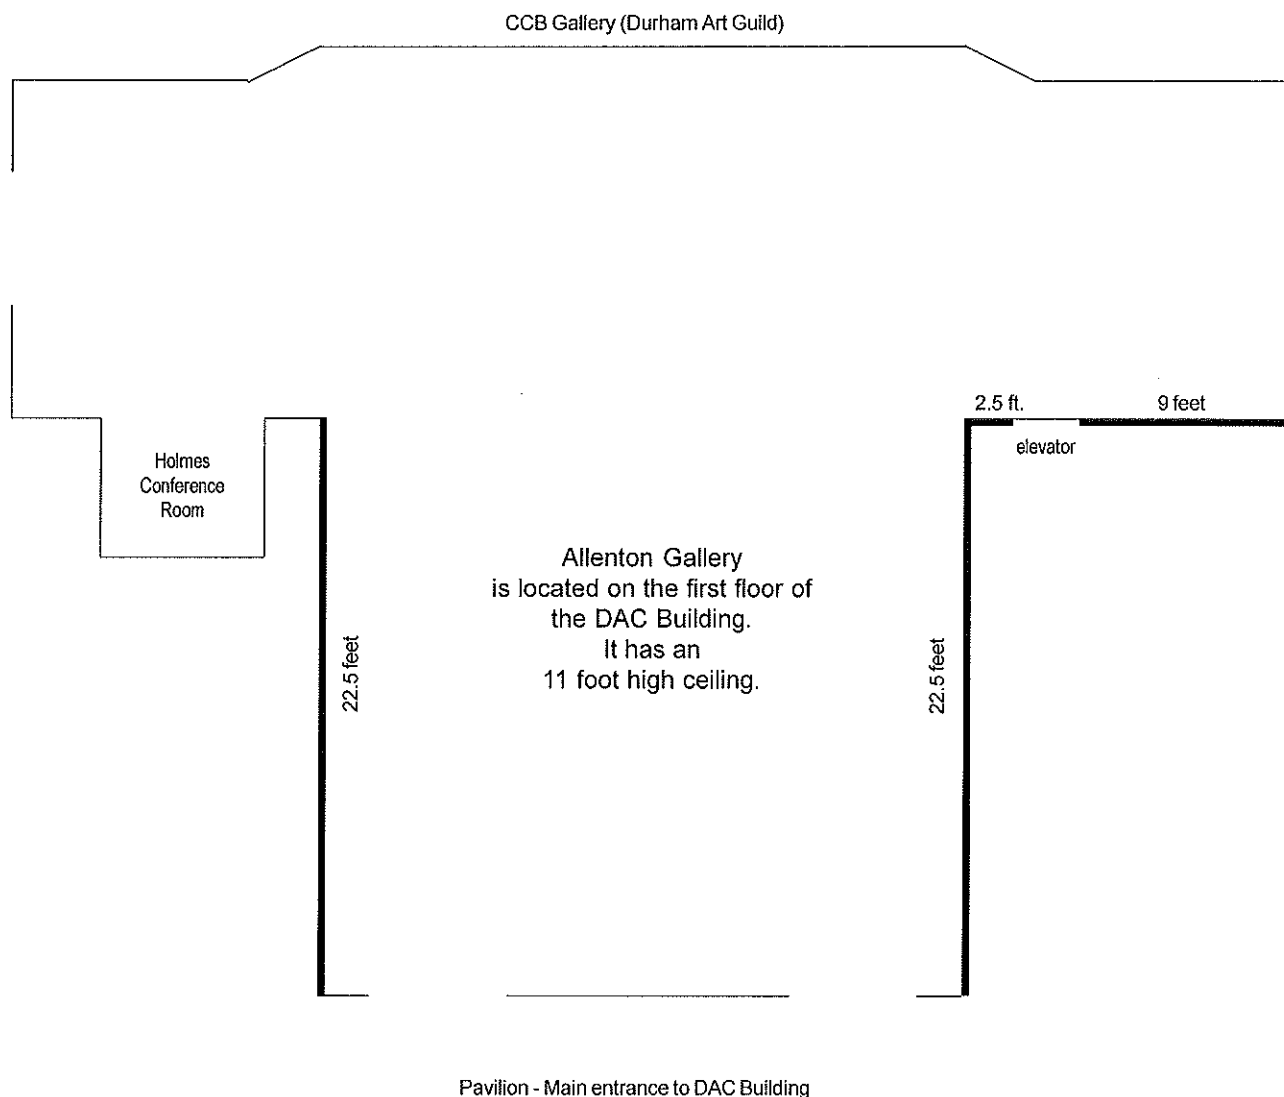 CCB Gallery (Durham Art Guild)
2.5 ft.
9 feet
elevator
Holmes
Conference
Room
Allenton Gallery
is located on the first floor of
the DAC Building.
It has an
11 foot high ceiling.
22.5 feet
22.5 feet
Pavilion - Main entrance to DAC Building